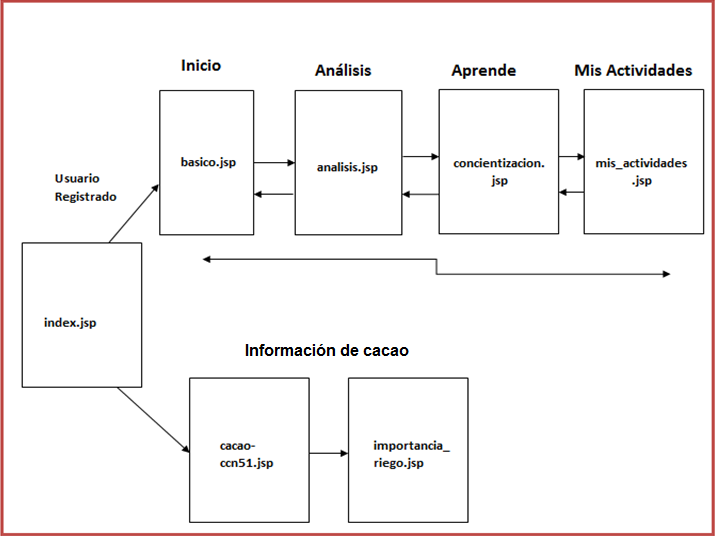 Inicio
Análisis
Aprende
Mis Actividades
basico.jsp
analisis.jsp
concientizacion.
jsp
mis_actividades
.jsp
Usuario
Registrado
index.jsp
Información de cacao
cacao-
ccn51.jsp
importancia_
riego.jsp